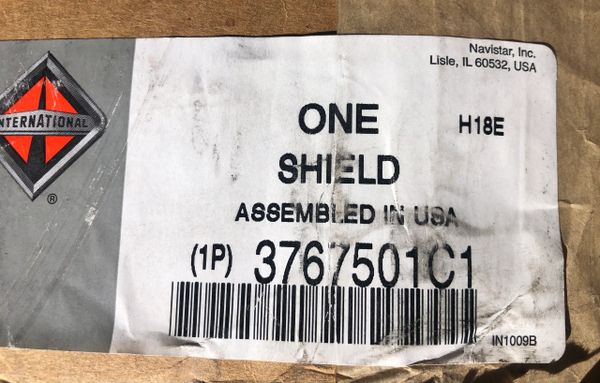 Navistar, Inc.
Lisle, IL 60532, USA
INTERNATIONAL
®
ONE
H18E
SHIELD
ASSEMBLED IN USA
(1P) 3767501C1
IN1009B